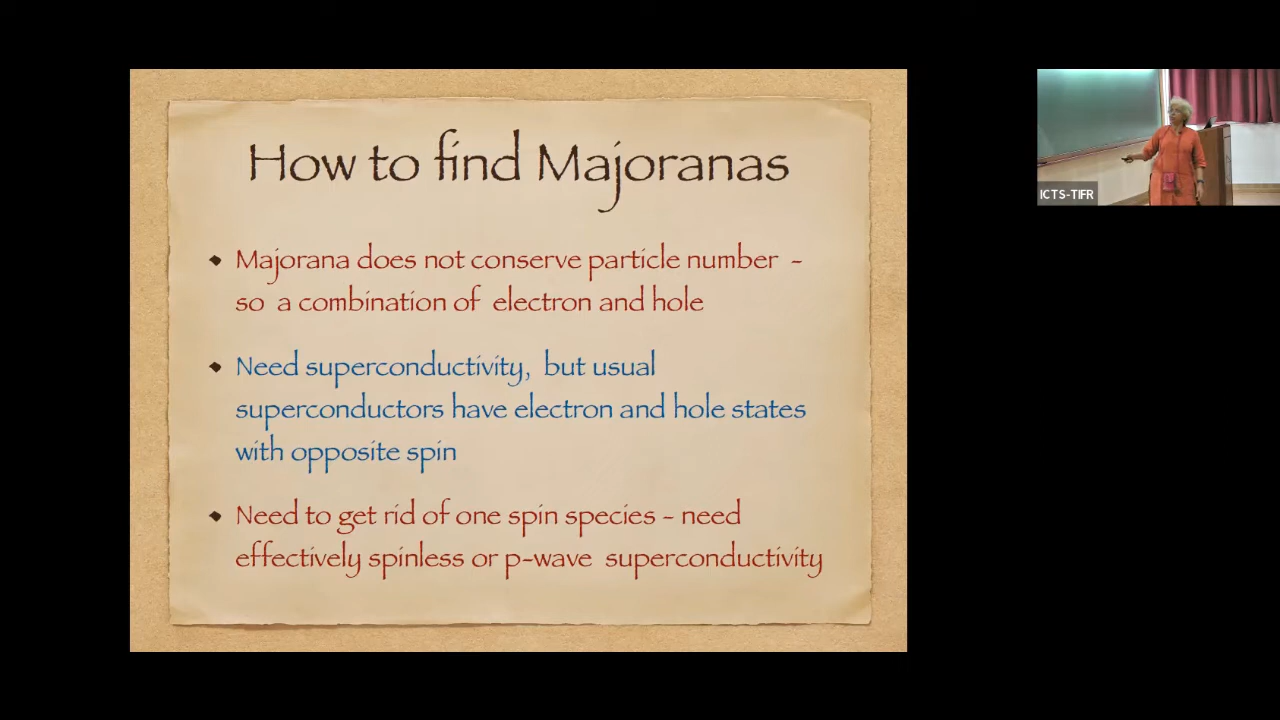 How to find Majoranas
Majorana does not conserve particle number -
so a combination of electron and hole
Need superconductivity, but usual
superconductors have electron and hole states
with opposite spin
Need to get rid of one spin species - need
effectively spinless or p-wave superconductivity
ICTS-TIFR